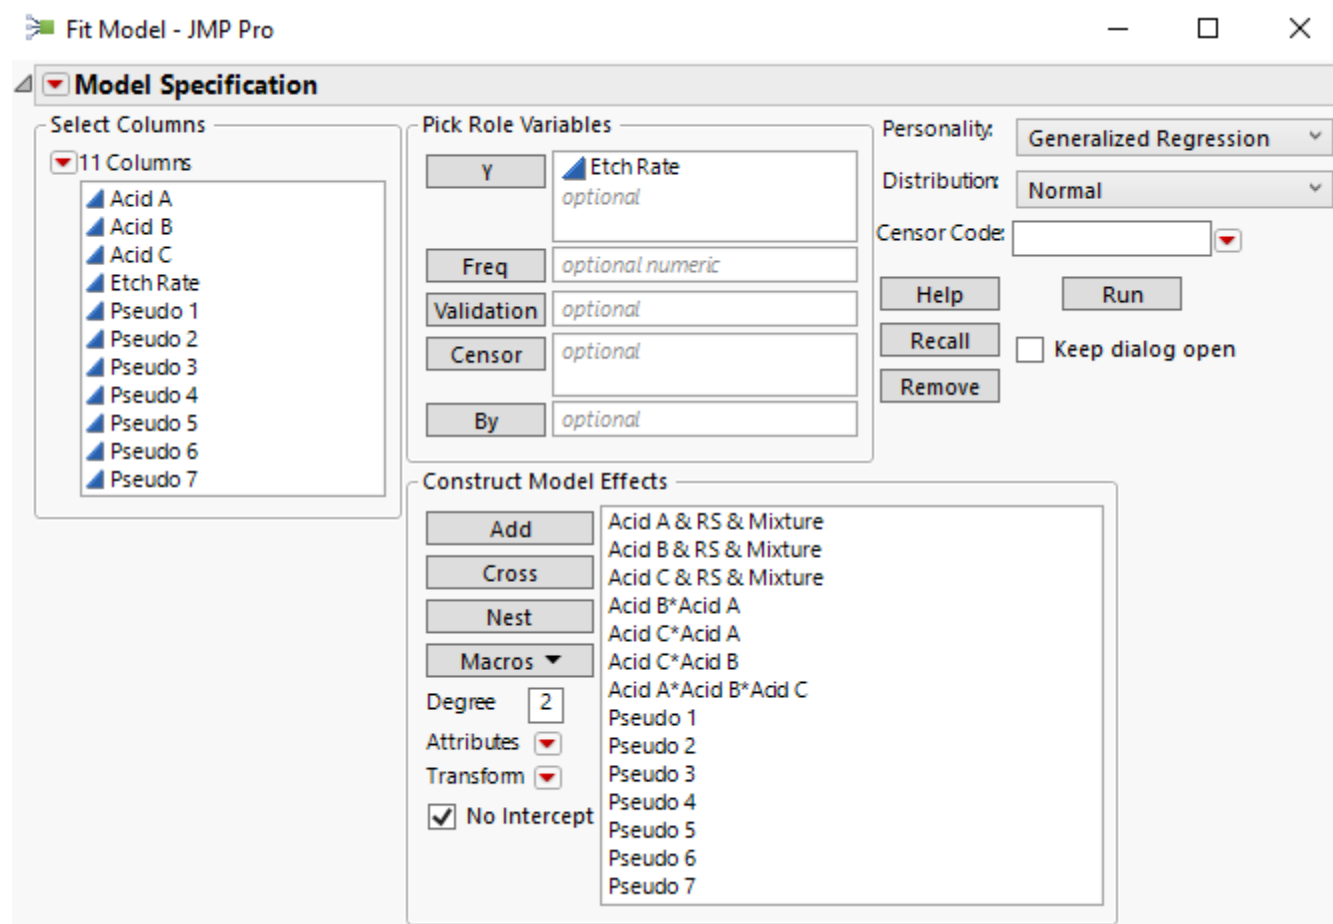 Fit Model - JMP Pro
Model Specification
Select Columns
11 Columns
Acid A
Acid B
Acid C
Etch Rate
Pseudo 1
Pseudo 2
Pseudo 3
Pseudo 4
Pseudo 5
Pseudo 6
Pseudo 7
Pick Role Variables
Y
Etch Rate
optional
Freq
optional numeric
Validation
optional
Censor
optional
By
optional
Personality:
Generalized Regression
Distribution:
Normal
Censor Code:
Help
Run
Recall
Keep dialog open
Remove
Construct Model Effects
Add
Cross
Nest
Macros
Degree
2
Attributes
Transform
No Intercept
Acid A & RS & Mixture
Acid B & RS & Mixture
Acid C & RS & Mixture
Acid B*Acid A
Acid C*Acid A
Acid C*Acid B
Acid A*Acid B*Acid C
Pseudo 1
Pseudo 2
Pseudo 3
Pseudo 4
Pseudo 5
Pseudo 6
Pseudo 7